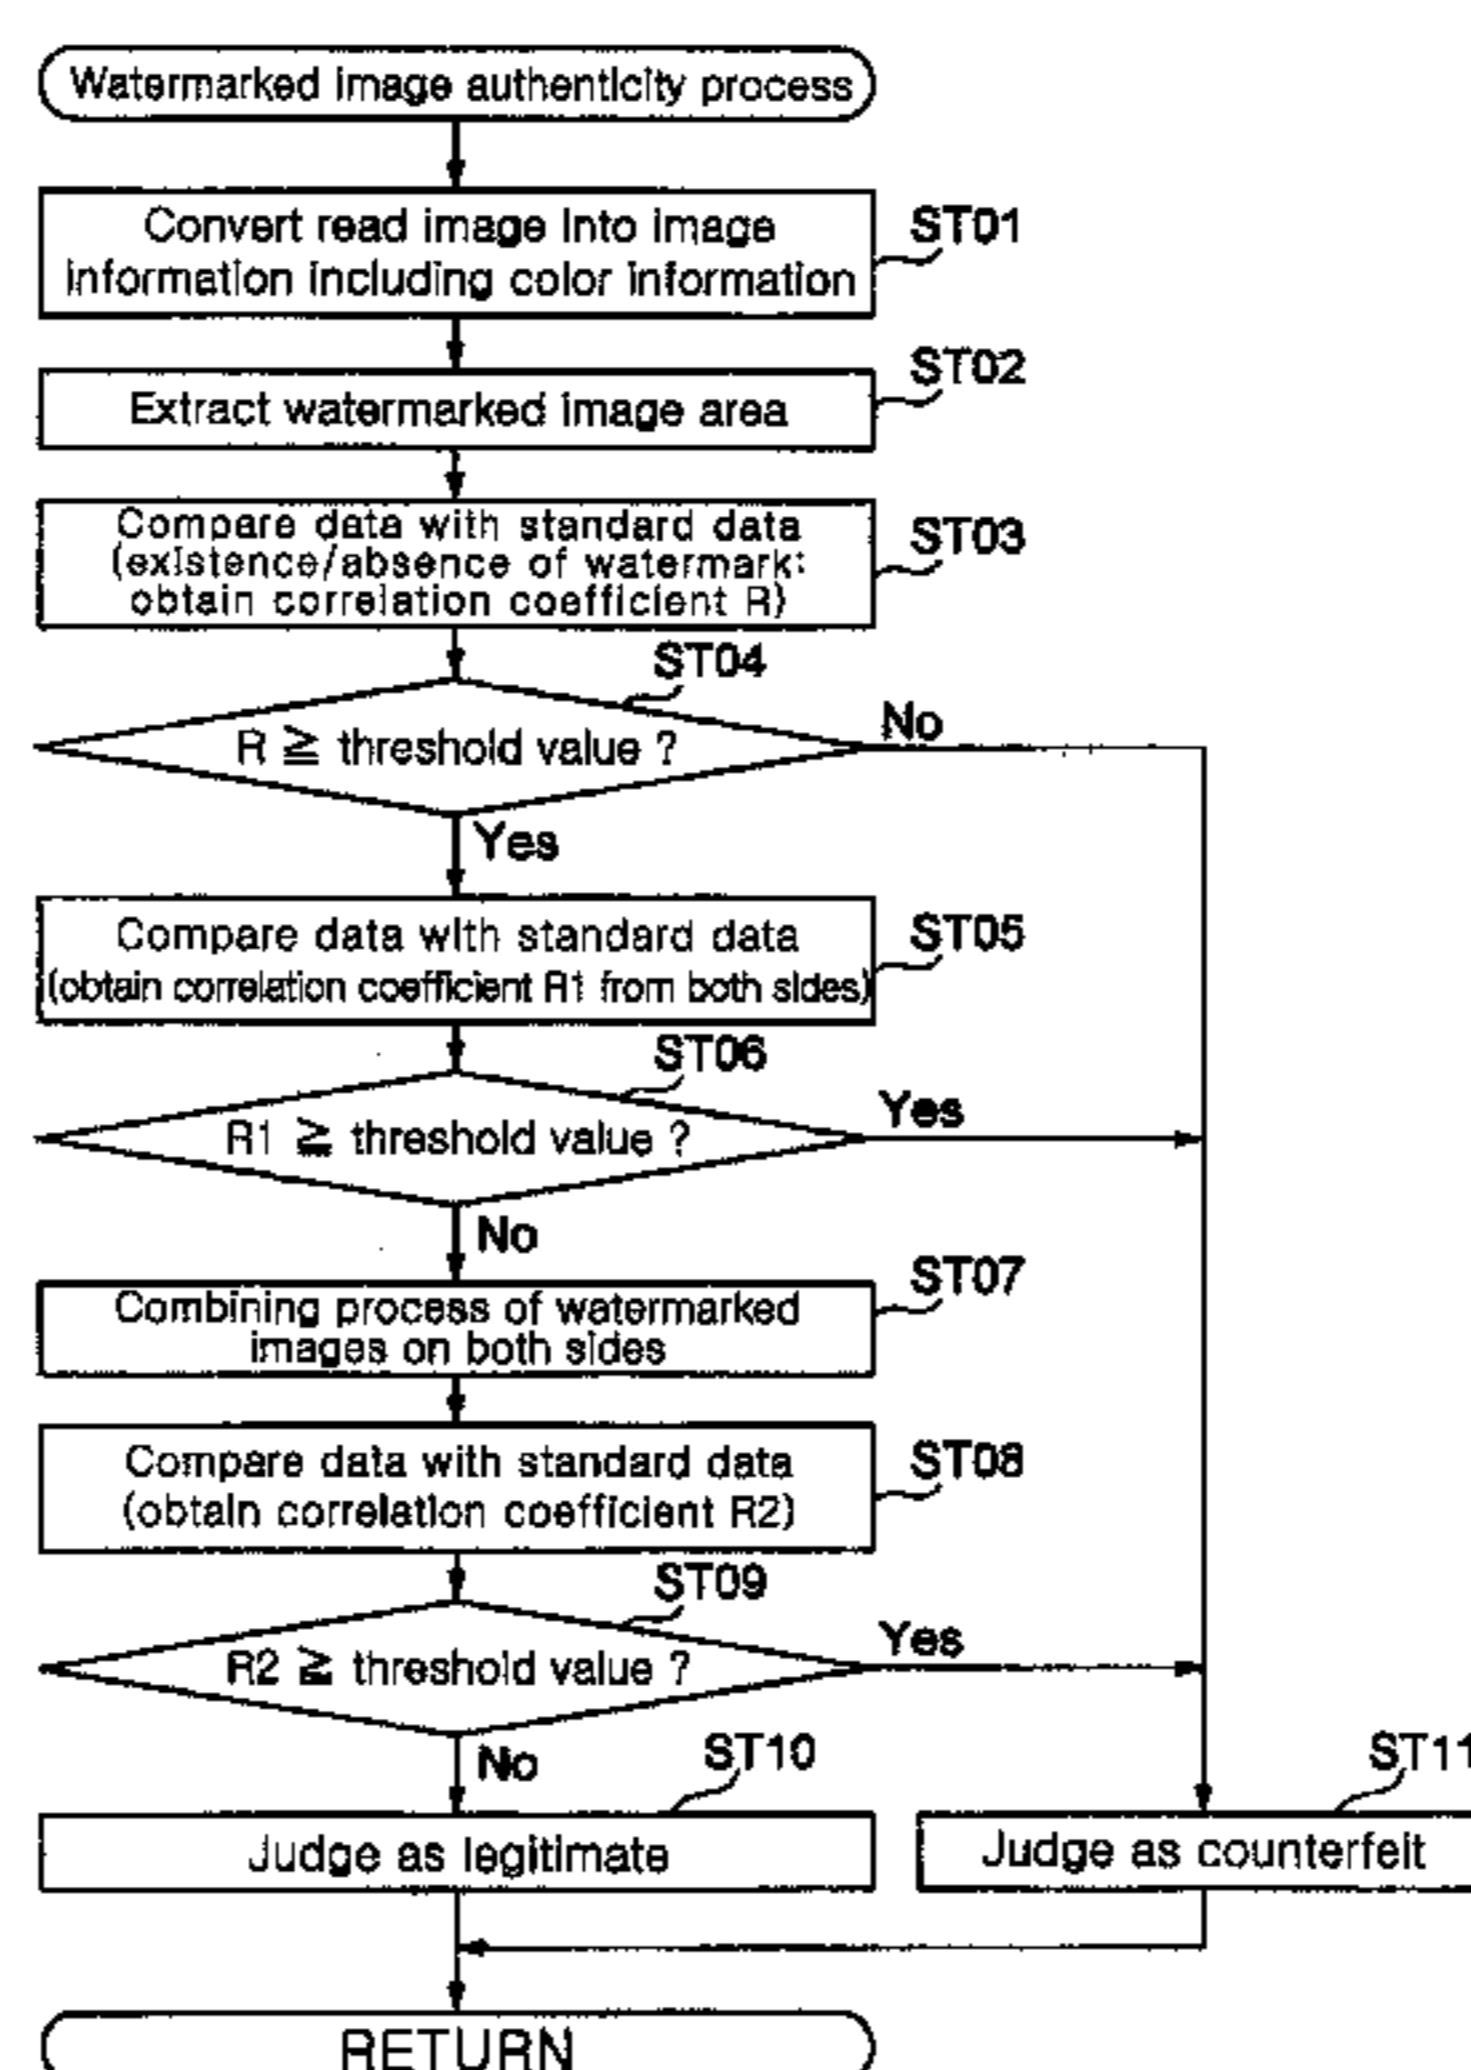 Watermarked image authenticity process
Convert read image into image
information including color information
ST01
Extract watermarked image area
ST02
Compare data with standard data
(existence/absence of watermark:
obtain correlation coefficient R)
ST03
ST04
R ≧ threshold value ?
No
Yes
Compare data with standard data
(obtain correlation coefficient R1 from both sides)
ST05
ST06
R1 ≧ threshold value ?
Yes
No
Combining process of watermarked
images on both sides
ST07
Compare data with standard data
(obtain correlation coefficient R2)
ST08
ST09
R2 ≧ threshold value ?
Yes
No
ST10
Judge as legitimate
ST11
Judge as counterfeit
RETURN